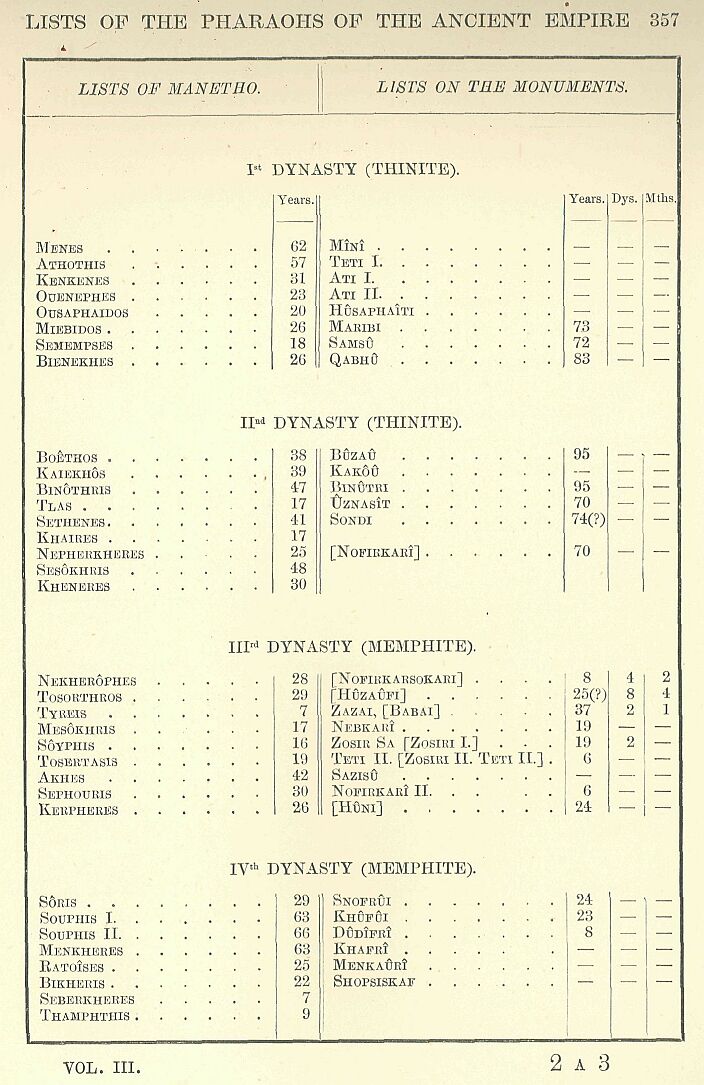 LISTS OF THE PHARAOHS OF THE ANCIENT EMPIRE 357
LISTS OF MANETHO. LISTS ON THE MONUMENTS.
Ist DYNASTY (THINITE).
Years. Years. Dys. Mths.
MENES . . . . . . . 62 MÎNÎ . . . . . . . — — —
ATHOTHIS . . . . . . 57 TETI I. . . . . . . . — — —
KENKENES . . . . . . 31 ATI I. . . . . . . . — — —
OUENEPHES . . . . . . 23 ATI II. . . . . . . . — — —
OUSAPHAIDOS . . . . . 20 HÛSAPHAÎTI . . . . . . — — —
MIEBIDOS . . . . . . . 26 MARIBI . . . . . . 73 — —
SEMEMPSES . . . . . . 18 SAMSÛ . . . . . . 72 — —
BIENEKHES . . . . . . 26 QABHÛ . . . . . . 83 — —
IInd DYNASTY (THINITE).
BOÊTHOS . . . . . . . 38 BÛZAÛ . . . . . . 95 — —
KAIEKHÔS . . . . . . 39 KAKÔÛ . . . . . . — — —
BINÔTHRIS . . . . . . 47 BINÛTRI . . . . . . 95 — —
TLAS . . . . . . . . 17 ÛZNASÎT . . . . . . 70 — —
SETHENES . . . . . . . 41 SONDI . . . . . . 74(?) — —
KHAIRES . . . . . . 17
NEPHERKHERES . . . . . 25 [NOFIRKARÎ] . . . . . . 70 — —
SESÔKHRIS . . . . . . 48
KHENERES . . . . . . 30
IIIrd DYNASTY (MEMPHITE).
NEKHERÔPHES . . . . . 28 [NOFIRKARSOKARI] . . . . 8 4 2
TOSORTHROS . . . . . . 29 [HÛZAÛFI] . . . . . . 25(?) 8 4
TYREIS . . . . . . . 7 ZAZAI, [BABAI] . . . . . 37 2 1
MESÔKHRIS . . . . . . 17 NEBKARÎ . . . . . . . 19 — —
SÔYPHIS . . . . . . . 16 ZOSIR SA [ZOSIRI I.] . . . 19 2 —
TOSERTASIS . . . . . . 19 TETI II. [ZOSIRI II. TETI II.] . 6 — —
AKHES . . . . . . . 42 SAZISÛ . . . . . . — — —
SEPHOURIS . . . . . . 30 NOFIRKARÎ II. . . . . . 6 — —
KERPHERES . . . . . . 26 [HÛNI] . . . . . . . 24 — —
IVth DYNASTY (MEMPHITE).
SÔRIS . . . . . . . . 29 SNOFRÛI . . . . . . 24 — —
SOUPHIS I. . . . . . . 63 KHÛFÛI . . . . . . 23 — —
SOUPHIS II. . . . . . . 66 DÛDÎFRÎ . . . . . . 8 — —
MENKHERES . . . . . . 63 KHAFRÎ . . . . . . — — —
RATOÎSES . . . . . . . 25 MENKAÛRÎ . . . . . . — — —
BIKHERIS . . . . . . . 22 SHOPSISKAF . . . . . . — — —
SEBERKHERES . . . . . 7
THAMPHTHIS . . . . . . 9
VOL. III. 2 A 3